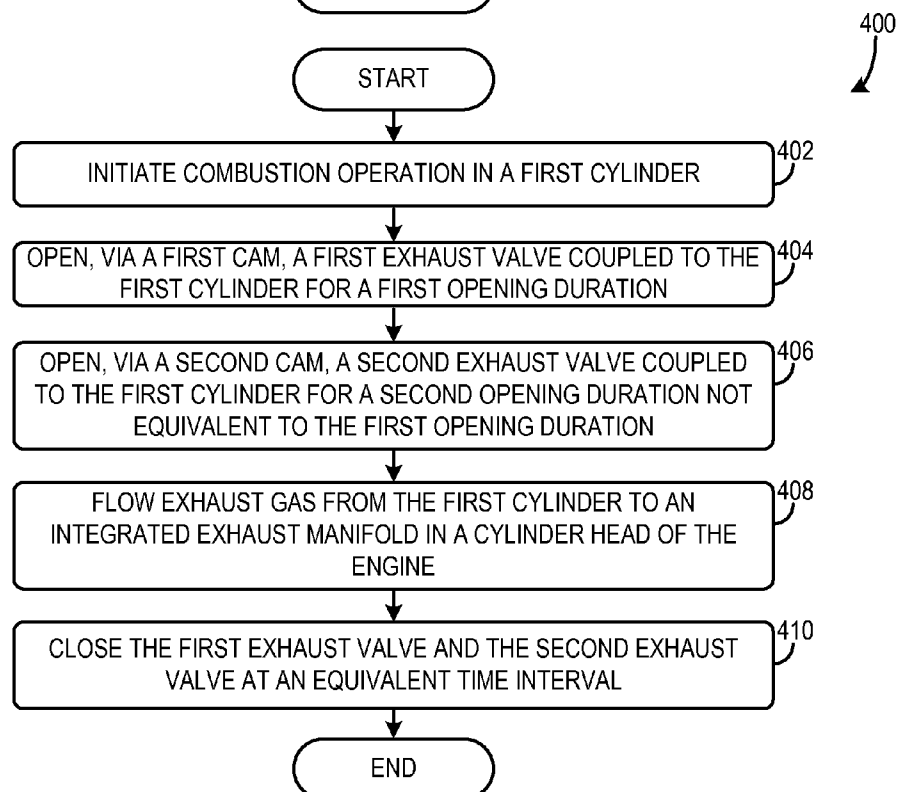 400
START
INITIATE COMBUSTION OPERATION IN A FIRST CYLINDER
402
OPEN, VIA A FIRST CAM, A FIRST EXHAUST VALVE COUPLED TO THE
FIRST CYLINDER FOR A FIRST OPENING DURATION
404
OPEN, VIA A SECOND CAM, A SECOND EXHAUST VALVE COUPLED
TO THE FIRST CYLINDER FOR A SECOND OPENING DURATION NOT
EQUIVALENT TO THE FIRST OPENING DURATION
406
FLOW EXHAUST GAS FROM THE FIRST CYLINDER TO AN
INTEGRATED EXHAUST MANIFOLD IN A CYLINDER HEAD OF THE
ENGINE
408
CLOSE THE FIRST EXHAUST VALVE AND THE SECOND EXHAUST
VALVE AT AN EQUIVALENT TIME INTERVAL
410
END